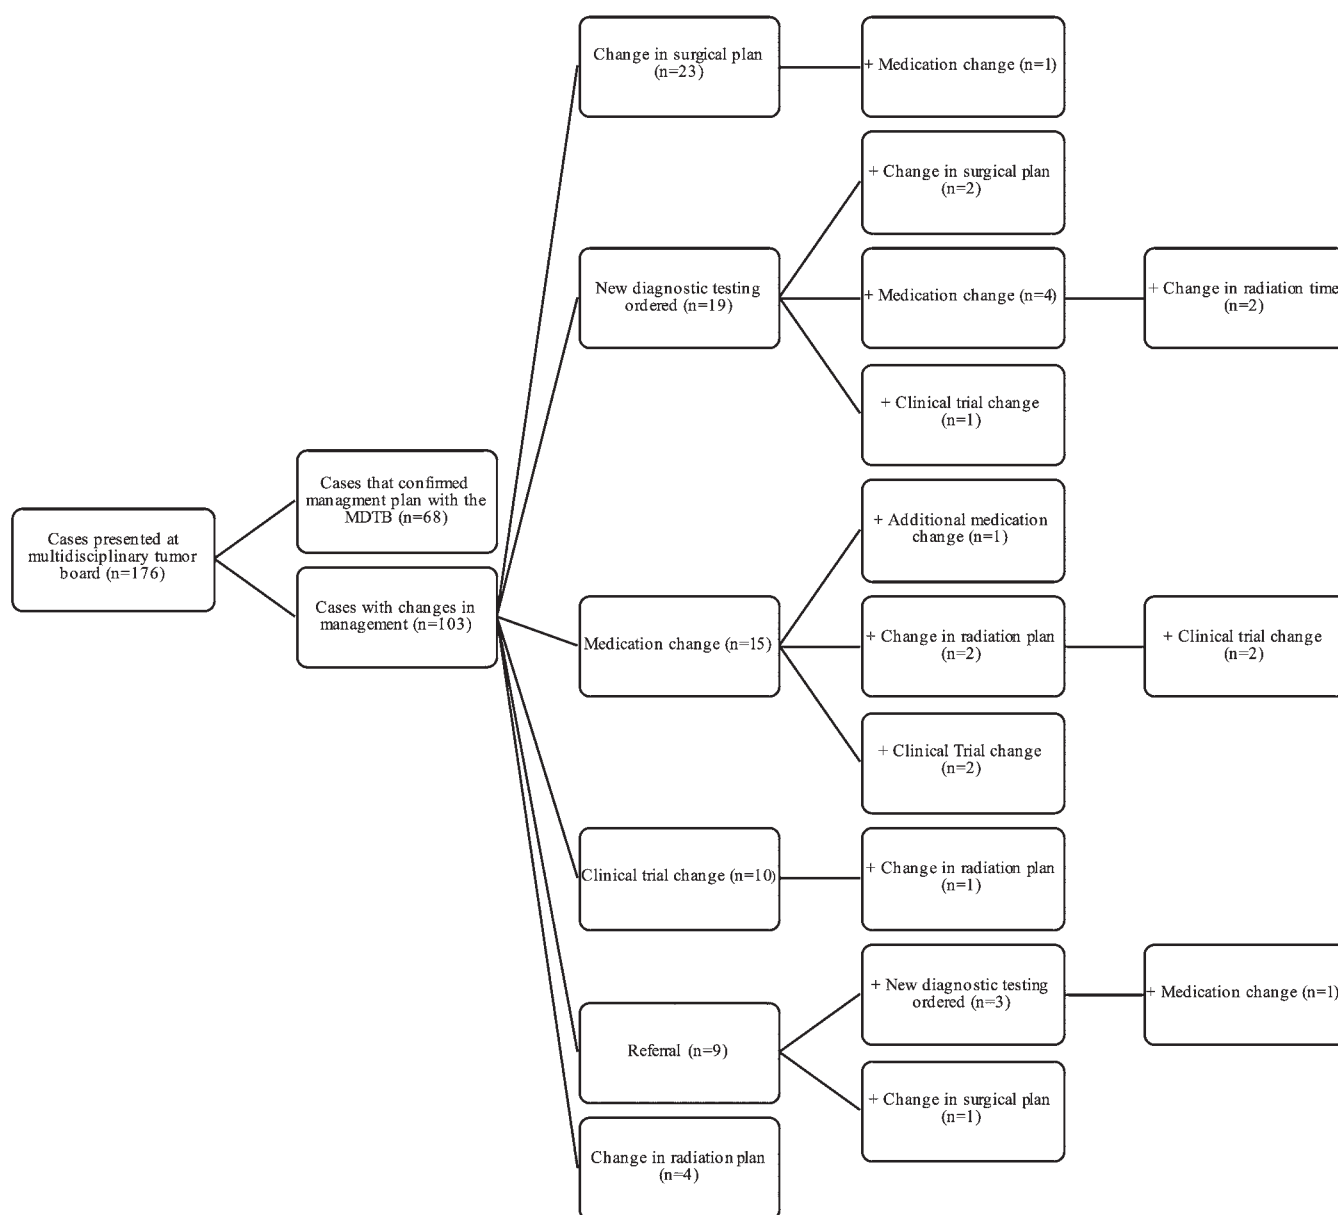 Cases presented at
multidisciplinary tumor
board (n=176)
Cases that confirmed
managment plan with the
MDTB (n=68)
Cases with changes in
management (n=103)
Change in surgical plan
(n=23)
+ Medication change (n=1)
New diagnostic testing
ordered (n=19)
+ Change in surgical plan
(n=2)
+ Medication change (n=4)
+ Change in radiation time
(n=2)
+ Clinical trial change
(n=1)
Medication change (n=15)
+ Additional medication
change (n=1)
+ Change in radiation plan
(n=2)
+ Clinical trial change
(n=2)
+ Clinical Trial change
(n=2)
Clinical trial change (n=10)
+ Change in radiation plan
(n=1)
Referral (n=9)
+ New diagnostic testing
ordered (n=3)
+ Medication change (n=1)
+ Change in surgical plan
(n=1)
Change in radiation plan
(n=4)